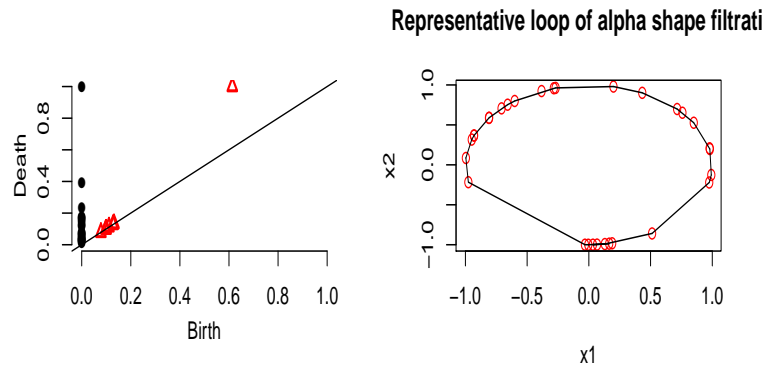 Representative loop of alpha shape filtrati
Death
0.0
0.4
0.8
0.0 0.2 0.4 0.6 0.8 1.0
Birth
x2
−1.0
0.0
1.0
−1.0 −0.5 0.0 0.5 1.0
x1